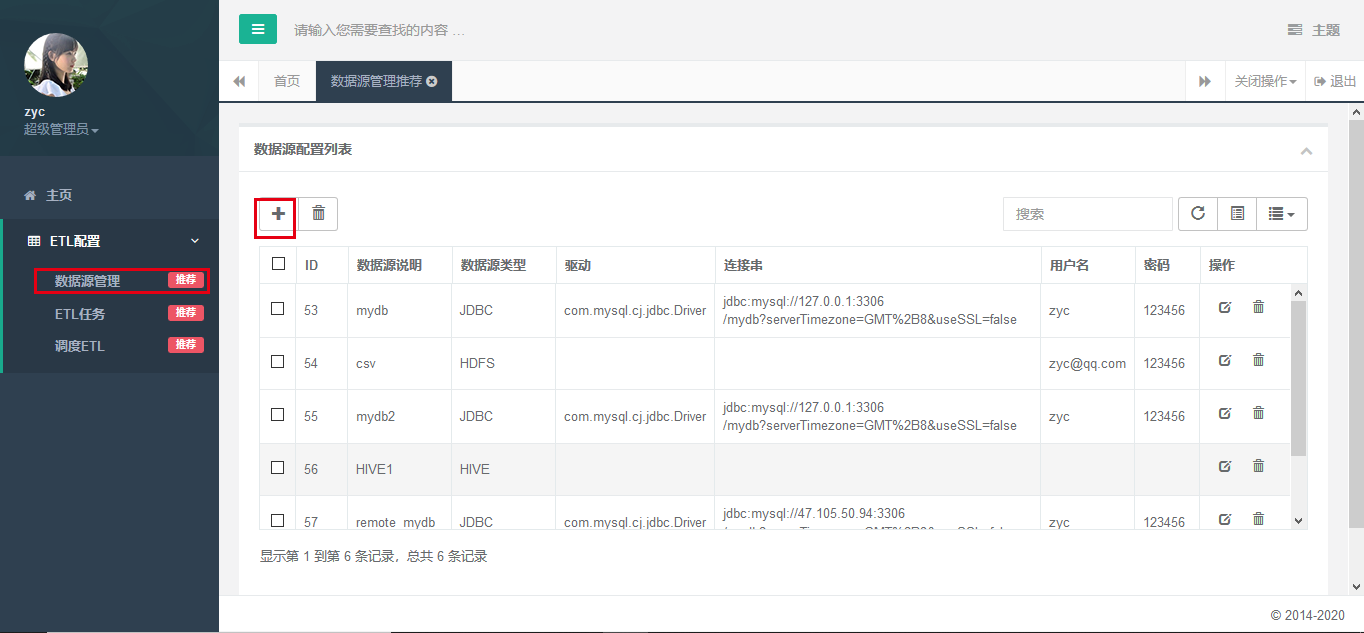 请输入您需要查找的内容 …
主题
zyc
超级管理员
首页
数据源管理推荐
关闭操作
退出
主页
ETL配置
数据源管理 推荐
ETL任务 推荐
调度ETL 推荐
数据源配置列表
搜索
ID 数据源说明 数据源类型 驱动 连接串 用户名 密码 操作
53 mydb JDBC com.mysql.cj.jdbc.Driver jdbc:mysql://127.0.0.1:3306
/mydb?serverTimezone=GMT%2B8&useSSL=false zyc 123456
54 csv HDFS zyc@qq.com 123456
55 mydb2 JDBC com.mysql.cj.jdbc.Driver jdbc:mysql://127.0.0.1:3306
/mydb?serverTimezone=GMT%2B8&useSSL=false zyc 123456
56 HIVE1 HIVE
57 remote_mydb JDBC com.mysql.cj.jdbc.Driver jdbc:mysql://47.105.50.94:3306
zyc 123456
显示第 1 到第 6 条记录，总共 6 条记录
© 2014-2020